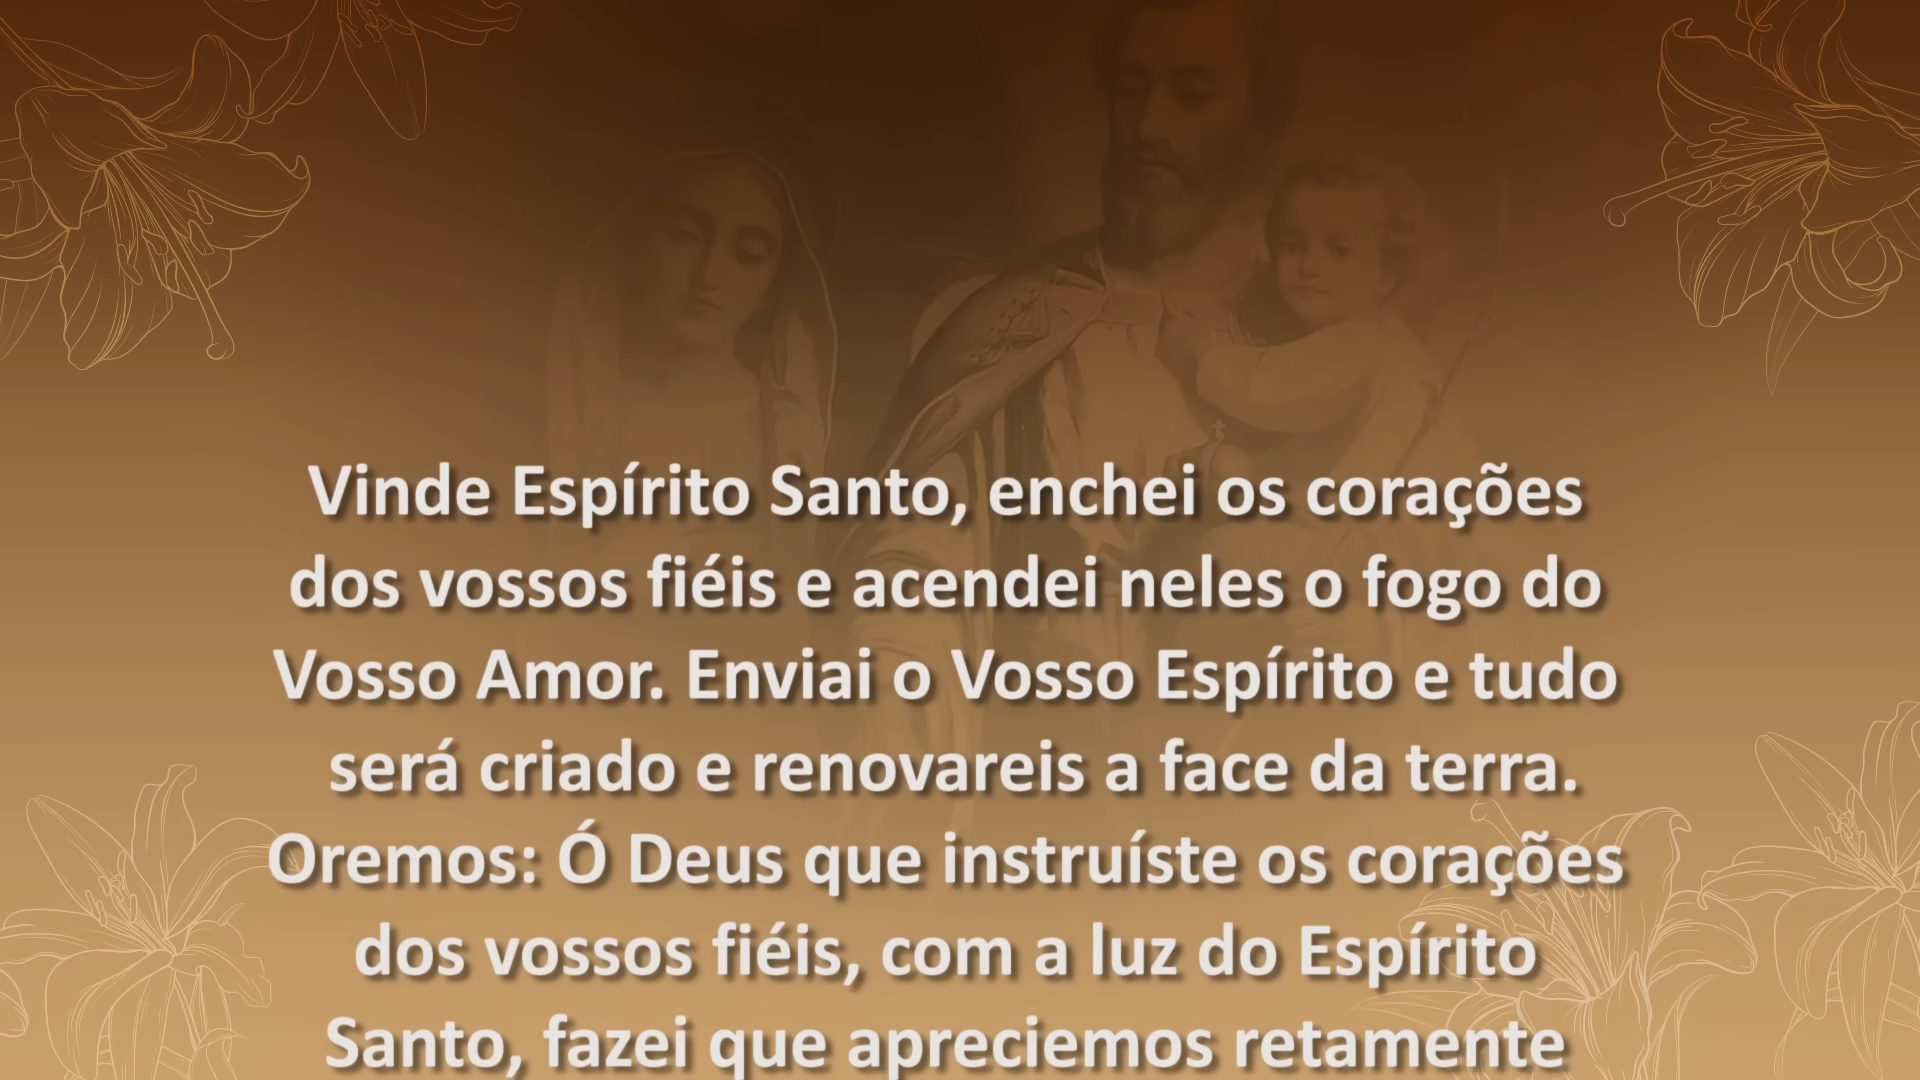 Vinde Espírito Santo, enchei os corações
dos vossos fiéis e acendei neles o fogo do
Vosso Amor. Enviai o Vosso Espírito e tudo
será criado e renovareis a face da terra.
Oremos: Ó Deus que instruíste os corações
dos vossos fiéis, com a luz do Espírito
Santo, fazei que apreciemos retamente